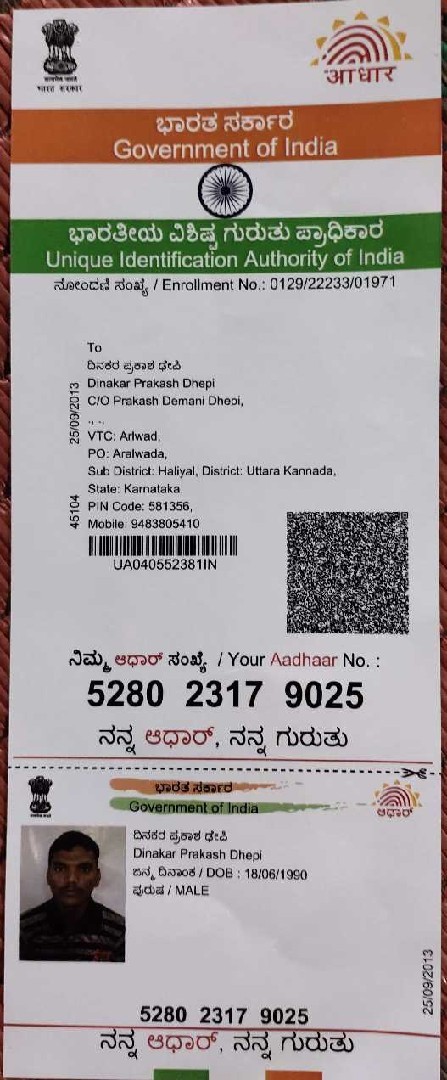 भारत सरकार
आधार
ಭಾರತ ಸರ್ಕಾರ
Government of India
ಭಾರತೀಯ ವಿಶಿಷ್ಟ ಗುರುತು ಪ್ರಾಧಿಕಾರ
Unique Identification Authority of India
ನೋಂದಣಿ ಸಂಖ್ಯೆ / Enrollment No.: 0129/22233/01971
To
ದಿನಕರ ಪ್ರಕಾಶ ಢೇಪಿ
Dinakar Prakash Dhepi
C/O Prakash Demani Dhepi,
VTC: Arlwad,
PO: Aralwada,
Sub District: Haliyal, District: Uttara Kannada,
State: Karnataka
PIN Code: 581356,
Mobile: 9483805410
25/09/2013
45104
UA040552381IN
ನಿಮ್ಮ ಆಧಾರ್ ಸಂಖ್ಯೆ / Your Aadhaar No. :
5280 2317 9025
ನನ್ನ ಆಧಾರ್, ನನ್ನ ಗುರುತು
ಭಾರತ ಸರ್ಕಾರ
Government of India
ಆಧಾರ್
ದಿನಕರ ಪ್ರಕಾಶ ಢೇಪಿ
Dinakar Prakash Dhepi
ಜನ್ಮ ದಿನಾಂಕ / DOB : 18/06/1990
ಪುರುಷ / MALE
25/09/2013
5280 2317 9025
ನನ್ನ ಆಧಾರ್, ನನ್ನ ಗುರುತು